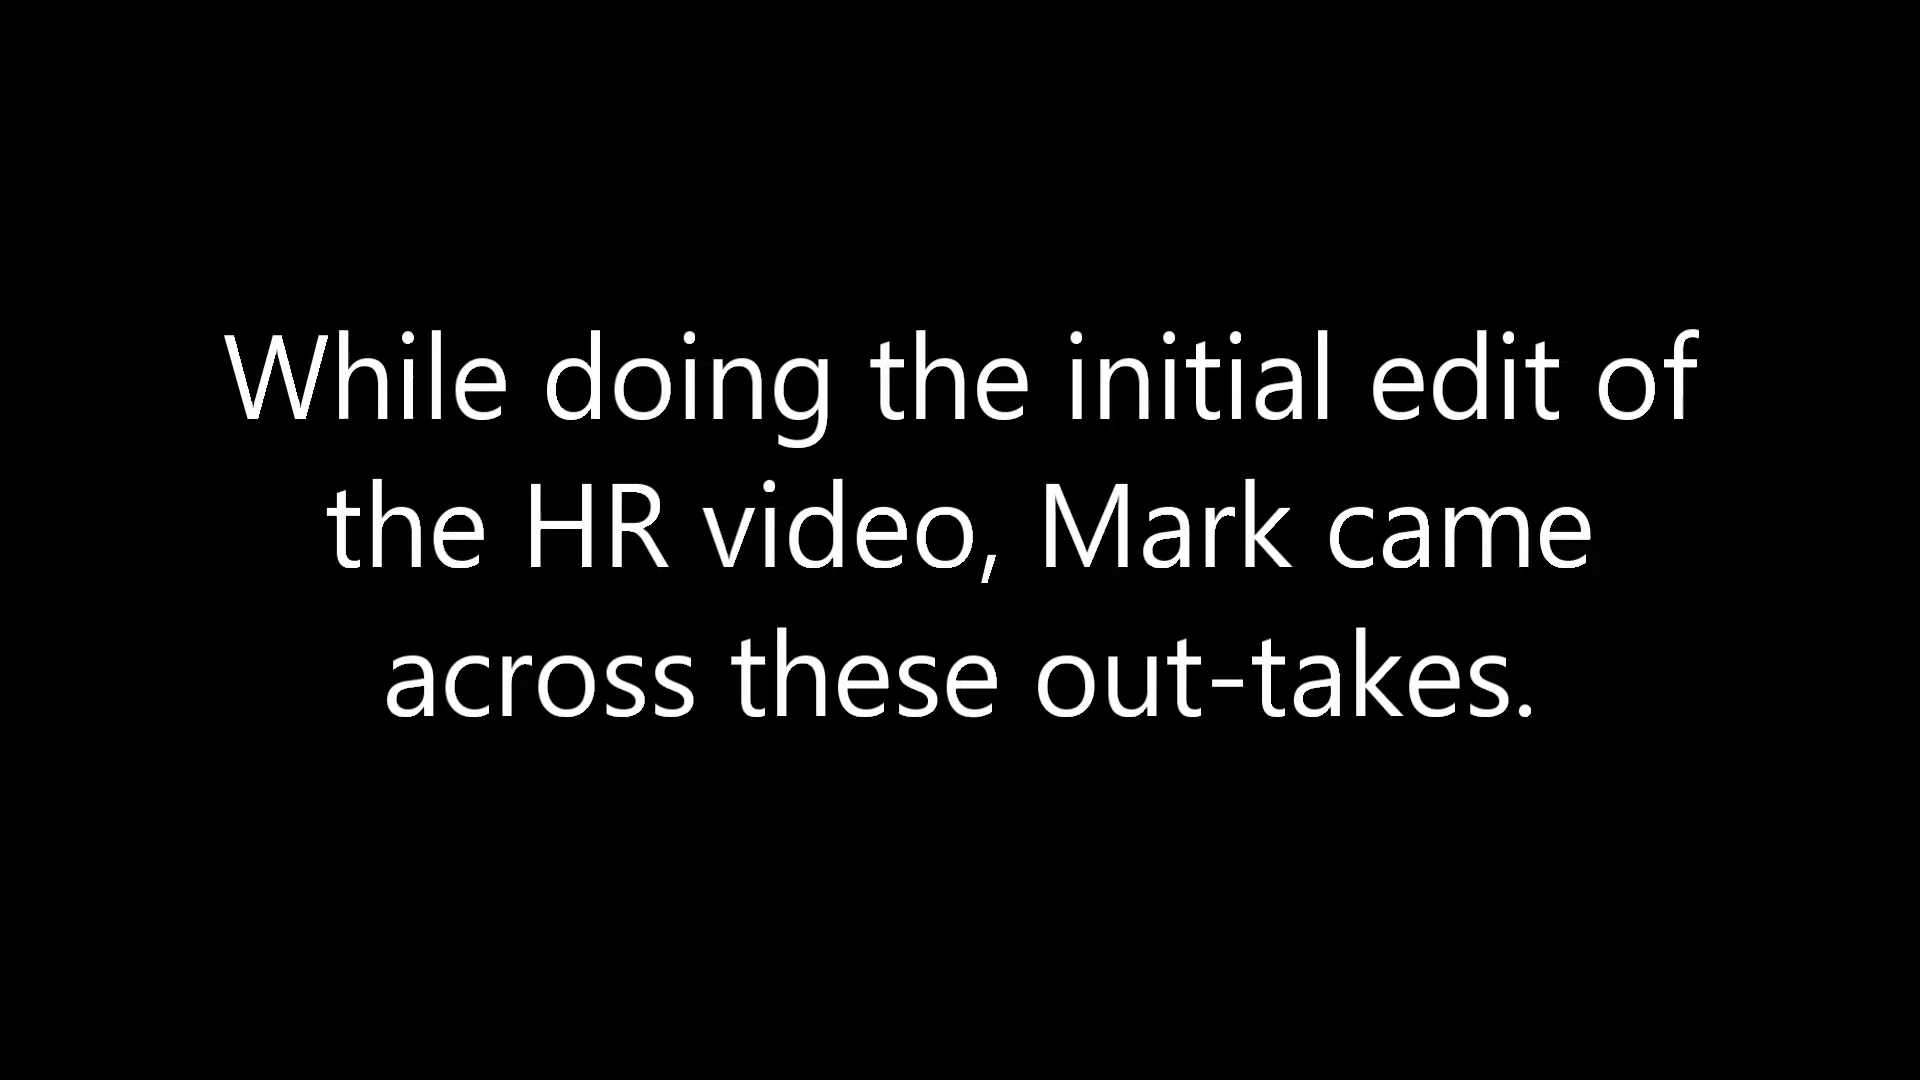 While doing the initial edit of
the HR video, Mark came
across these out-takes.